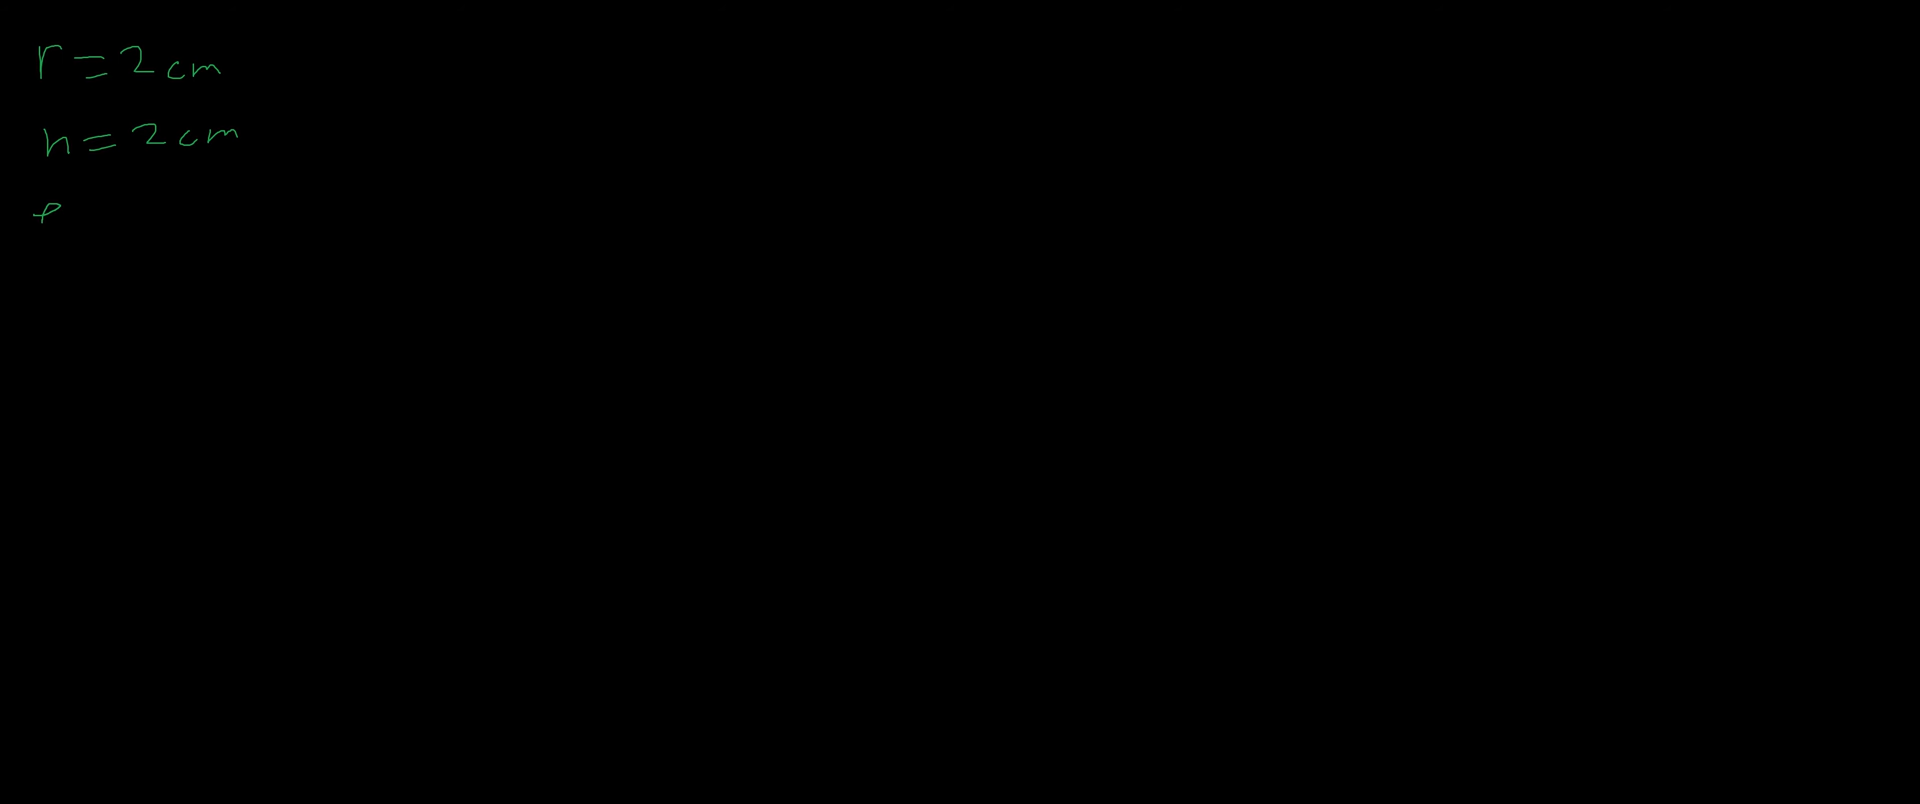 r = 2 cm
h = 2 cm